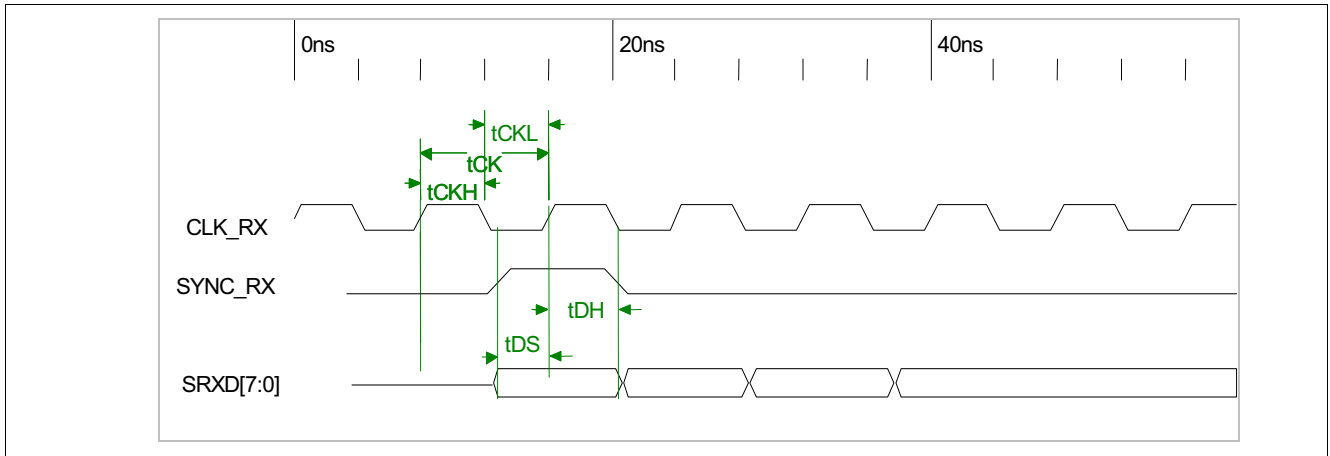 0ns 20ns 40ns
tCKL
tCK
tCKH
CLK_RX
SYNC_RX
tDH
tDS
SRXD[7:0]